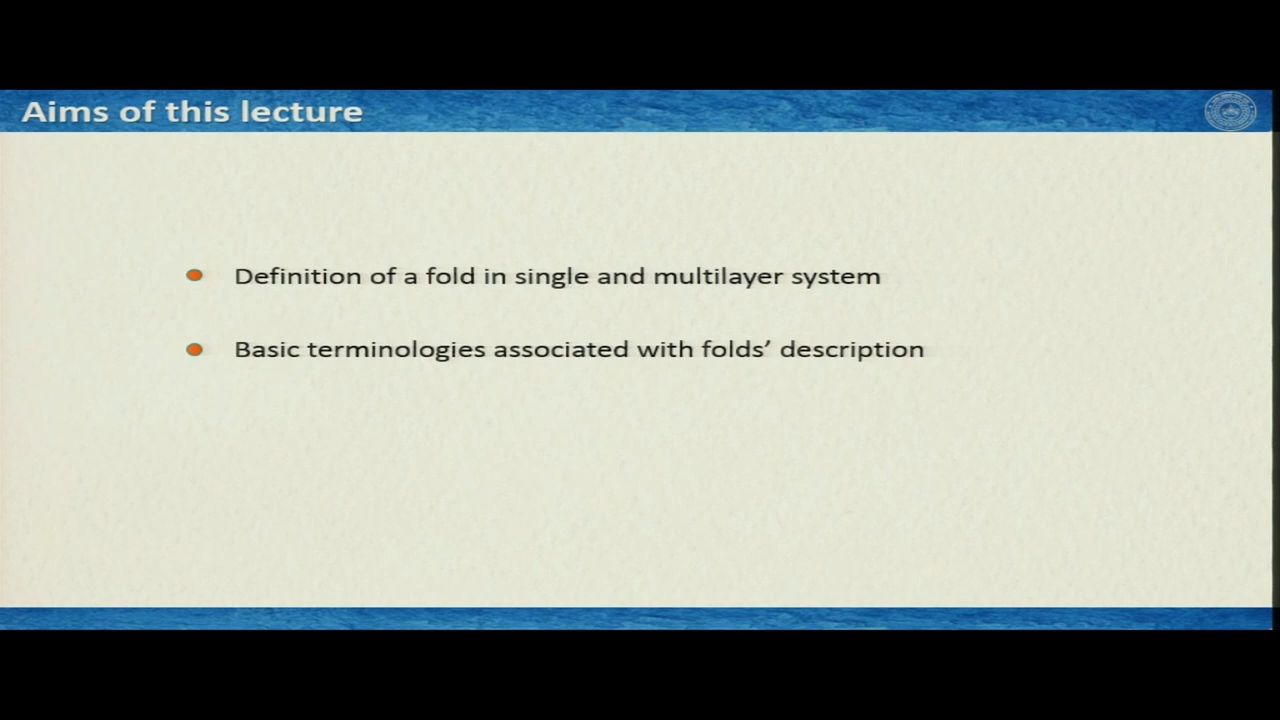 Aims of this lecture
Definition of a fold in single and multilayer system
Basic terminologies associated with folds’ description